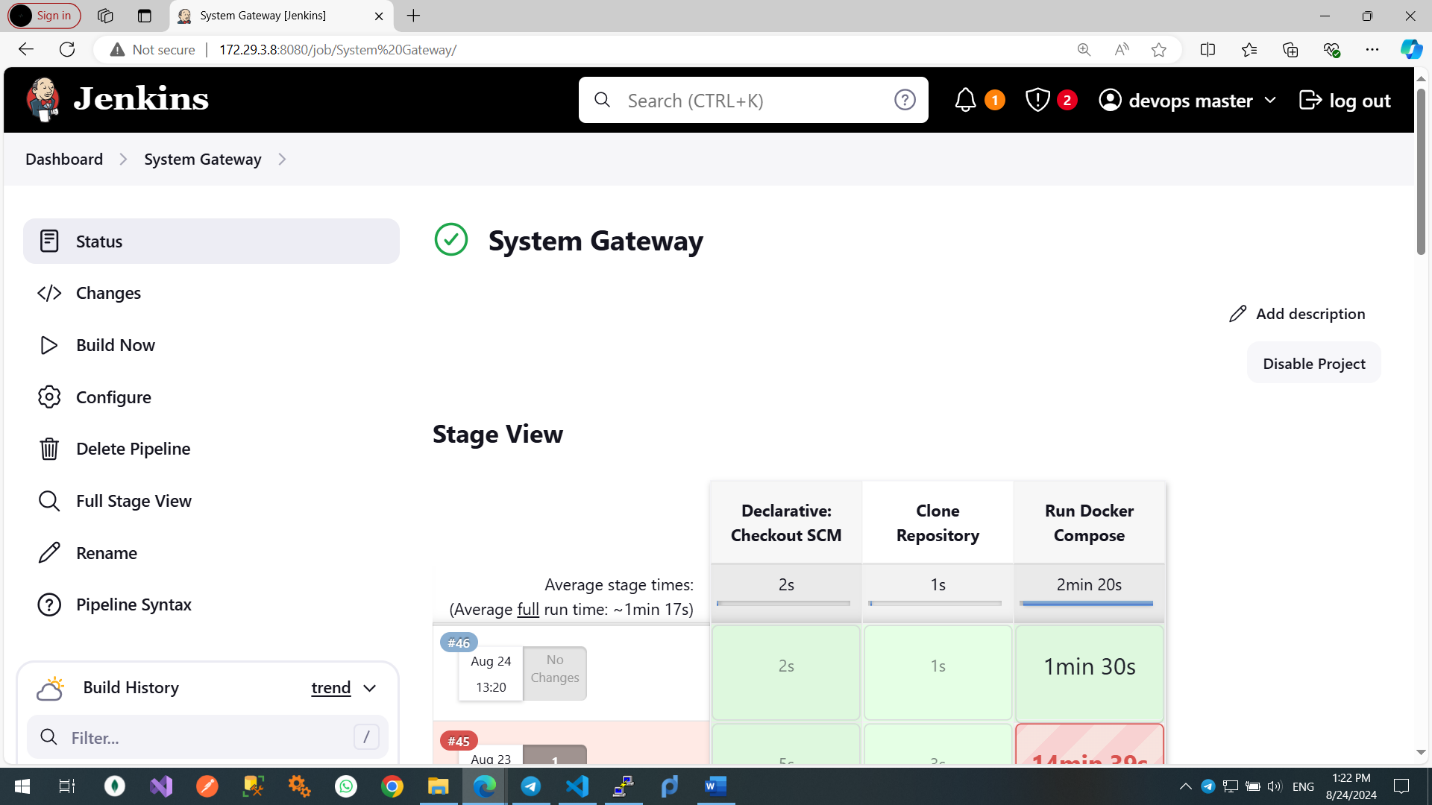 Sign in
System Gateway [Jenkins]
Not secure
172.29.3.8:8080/job/System%20Gateway/
Jenkins
Search (CTRL+K)
?
1
2
devops master
log out
Dashboard
System Gateway
Status
Changes
Build Now
Configure
Delete Pipeline
Full Stage View
Rename
Pipeline Syntax
Build History
trend
Filter...
/
System Gateway
Add description
Disable Project
Stage View
Declarative:
Checkout SCM
Clone
Repository
Run Docker
Compose
Average stage times:
(Average full run time: ~1min 17s)
2s
1s
2min 20s
#46
Aug 24
13:20
No
Changes
2s
1s
1min 30s
#45
Aug 23
1
5s
3s
14min 39s
ENG
1:22 PM
8/24/2024